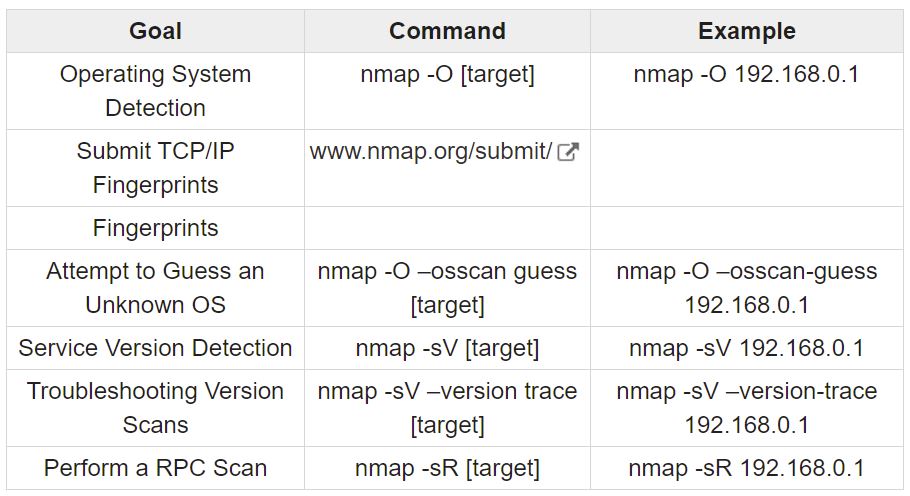 Goal Command Example
Operating System Detection nmap -O [target] nmap -O 192.168.0.1
Submit TCP/IP Fingerprints www.nmap.org/submit/
Fingerprints
Attempt to Guess an Unknown OS nmap -O –osscan guess [target] nmap -O –osscan-guess 192.168.0.1
Service Version Detection nmap -sV [target] nmap -sV 192.168.0.1
Troubleshooting Version Scans nmap -sV –version trace [target] nmap -sV –version-trace 192.168.0.1
Perform a RPC Scan nmap -sR [target] nmap -sR 192.168.0.1